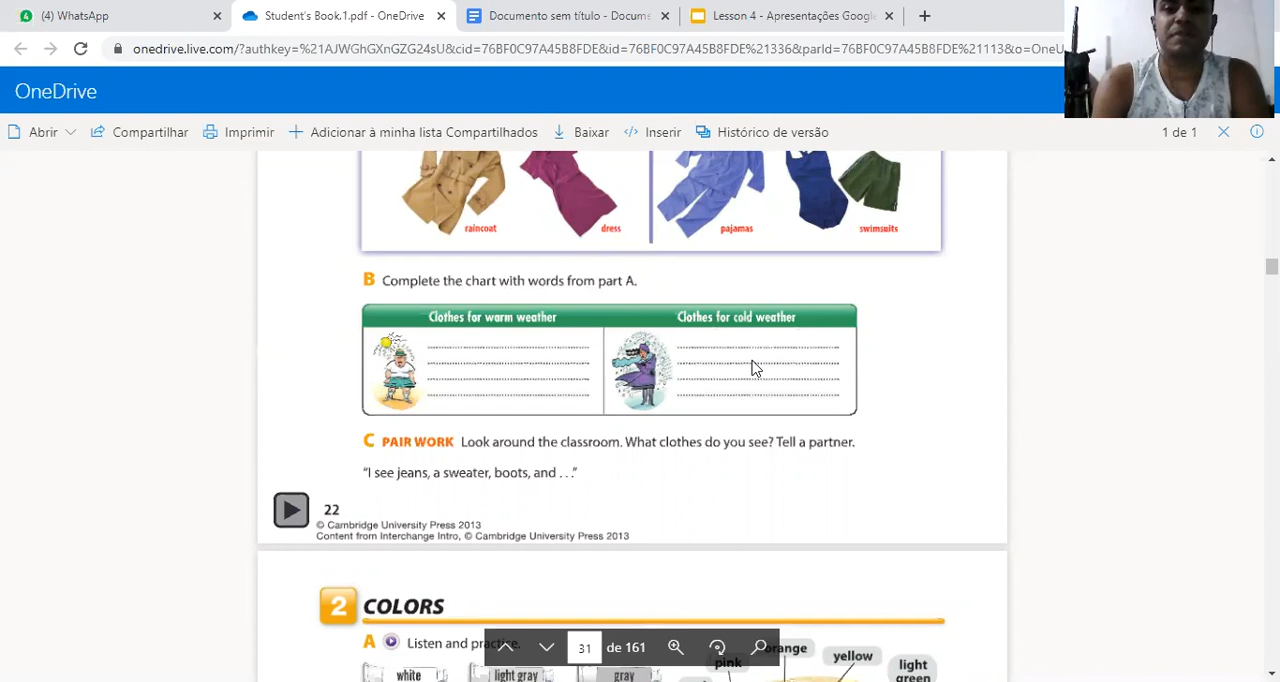 (4) WhatsApp
Student's Book.1.pdf - OneDrive
Documento sem título - Docum
Lesson 4 - Apresentações Google
onedrive.live.com/?authkey=%21AJWGhGXnGZG24sU&cid=76BF0C97A45B8FDE&id=76BF0C97A45B8FDE%21336&parId=76BF0C97A45B8FDE%21113&o=OneU
OneDrive
Abrir Compartilhar Imprimir Adicionar à minha lista Compartilhados Baixar Inserir Histórico de versão 1 de 1
raincoat dress pajamas swimsuits
B Complete the chart with words from part A.
Clothes for warm weather Clothes for cold weather
C PAIR WORK Look around the classroom. What clothes do you see? Tell a partner.
"I see jeans, a sweater, boots, and . . ."
22
© Cambridge University Press 2013
Content from Interchange Intro, © Cambridge University Press 2013
2 COLORS
A Listen and practice.
31 de 161
orange
pink
yellow
white light gray gray
light
green